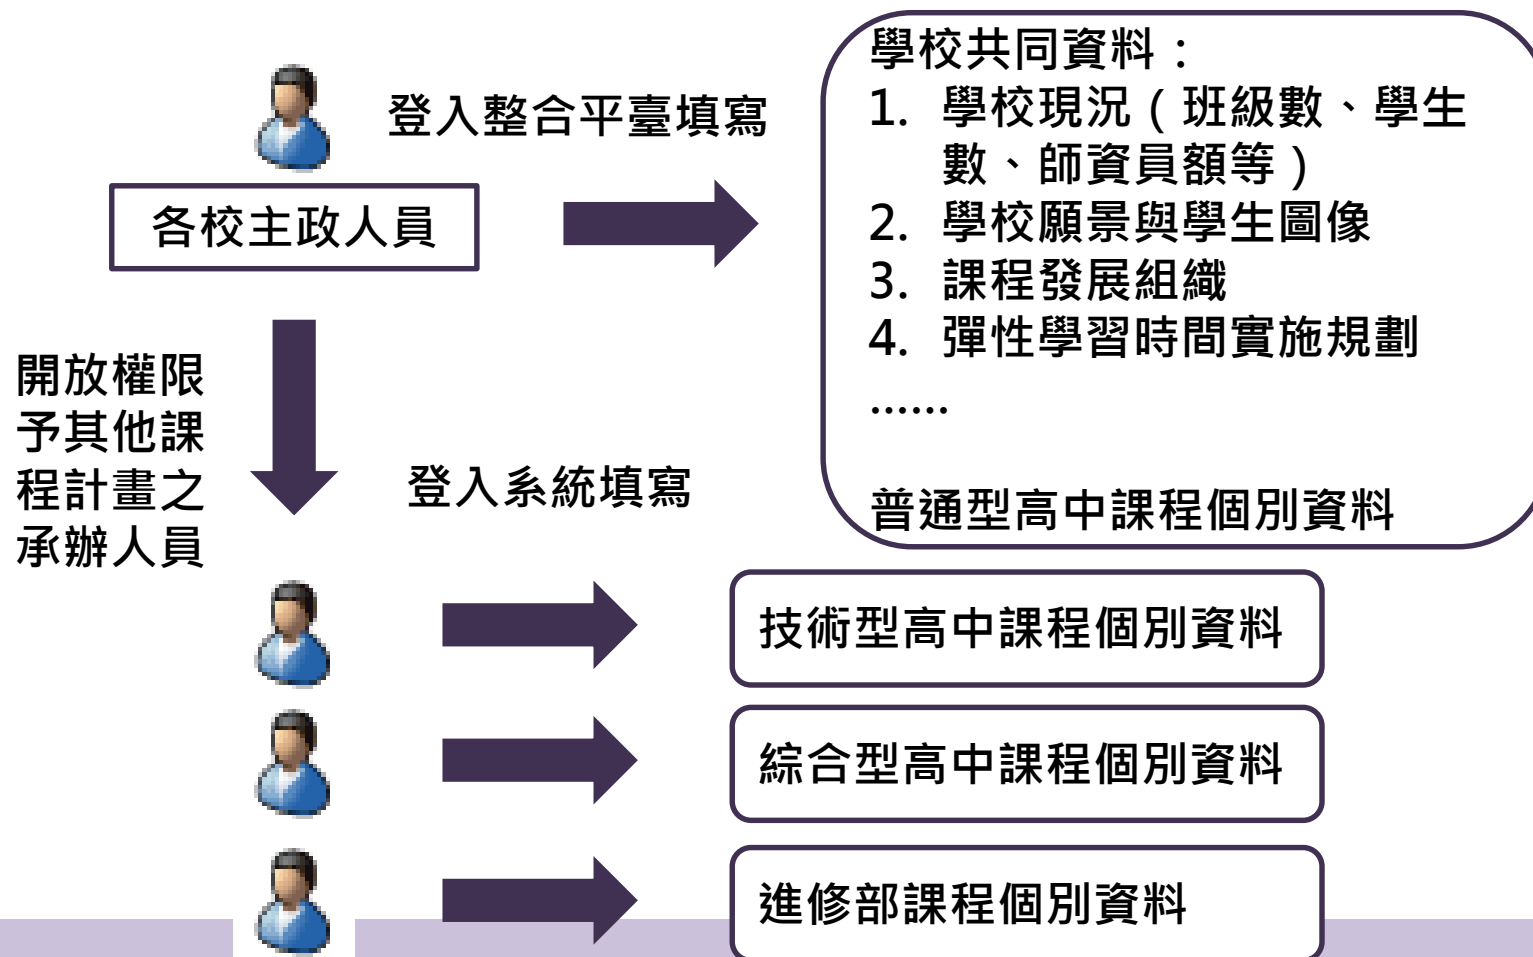 登入整合平臺填寫
各校主政人員
學校共同資料：
1. 學校現況（班級數、學生
數、師資員額等）
2. 學校願景與學生圖像
3. 課程發展組織
4. 彈性學習時間實施規劃
......
普通型高中課程個別資料
開放權限
予其他課
程計畫之
承辦人員
登入系統填寫
技術型高中課程個別資料
綜合型高中課程個別資料
進修部課程個別資料